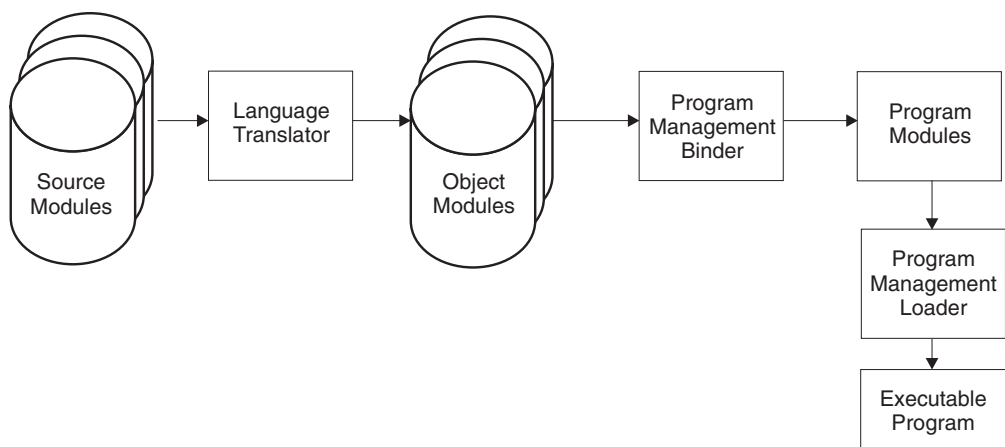 Source
Modules
Language
Translator
Object
Modules
Program
Management
Binder
Program
Modules
Program
Management
Loader
Executable
Program